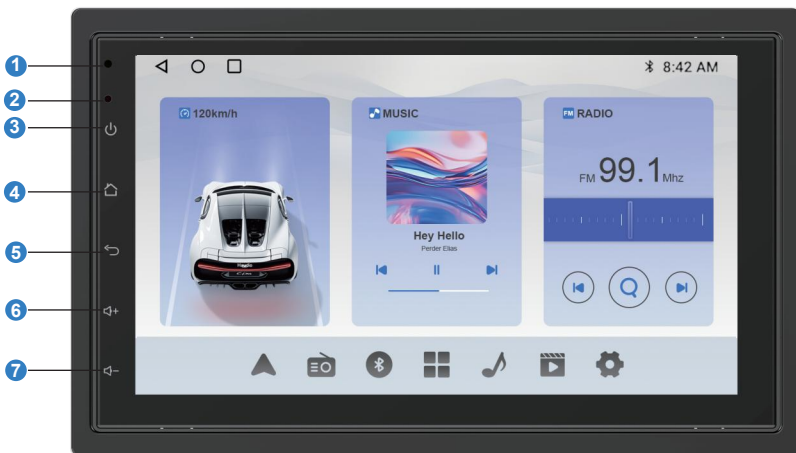 1
2
3
4
5
6
7
8:42 AM
120km/h
MUSIC
Hey Hello
Perder Elias
FM RADIO
FM 99.1 Mhz
+
−